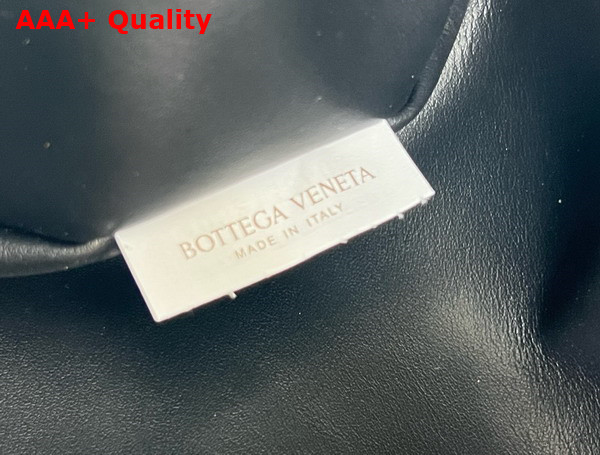 AAA+ Quality
BOTTEGA VENETA
MADE IN ITALY